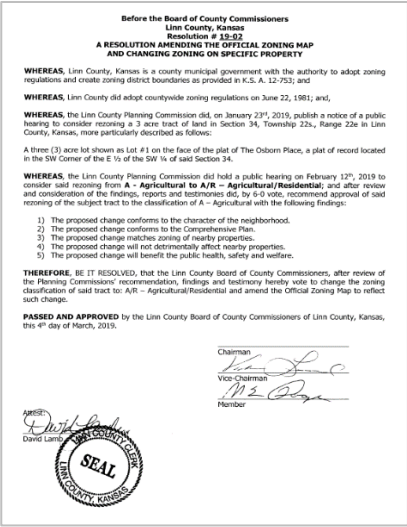 Before the Board of County Commissioners
Linn County, Kansas
Resolution # 19-02
A RESOLUTION AMENDING THE OFFICIAL ZONING MAP
AND CHANGING ZONING ON SPECIFIC PROPERTY
WHEREAS, Linn County, Kansas is a county municipal government with the authority to adopt zoning
regulations and create zoning district boundaries as provided in K.S. A. 12-753; and
WHEREAS, Linn County did adopt countywide zoning regulations on June 22, 1981; and,
WHEREAS, the Linn County Planning Commission did, on January 23rd, 2019, publish a notice of a public
hearing to consider rezoning a 3 acre tract of land in Section 34, Township 22s., Range 22e in Linn
County, Kansas, more particularly described as follows:
A three (3) acre lot shown as Lot #1 on the face of the plat of The Osborn Place, a plat of record located
in the SW Corner of the E ½ of the SW ¼ of said Section 34.
WHEREAS, the Linn County Planning Commission did hold a public hearing on February 12th, 2019 to
consider said rezoning from A - Agricultural to A/R – Agricultural/Residential; and after review
and consideration of the findings, reports and testimonies did, by 6-0 vote, recommend approval of said
rezoning of the subject tract to the classification of A – Agricultural with the following findings:
1) The proposed change conforms to the character of the neighborhood.
2) The proposed change conforms to the Comprehensive Plan.
3) The proposed change matches zoning of nearby properties.
4) The proposed change will not detrimentally affect nearby properties.
5) The proposed change will benefit the public health, safety and welfare.
THEREFORE, BE IT RESOLVED, that the Linn County Board of County Commissioners, after review of
the Planning Commissions' recommendation, findings and testimony hereby vote to change the zoning
classification of said tract to: A/R – Agricultural/Residential and amend the Official Zoning Map to reflect
such change.
PASSED AND APPROVED by the Linn County Board of County Commissioners of Linn County, Kansas,
this 4th day of March, 2019.
Chairman
Vice-Chairman
Member
Attest:
David Lamb
LINN COUNTY CLERK
SEAL
LINN COUNTY, KANSAS